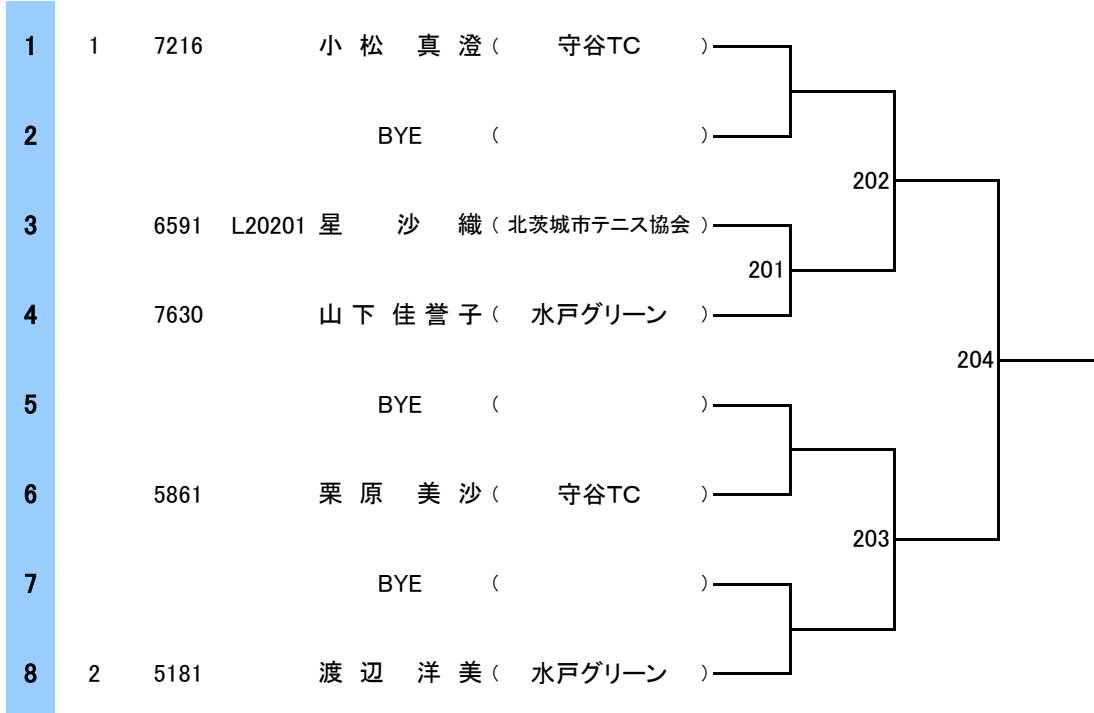 1 1 7216 小松 真澄 ( 守谷TC )
2 BYE ( )
202
3 6591 L20201 星 沙織 ( 北茨城市テニス協会 )
201
4 7630 山下佳誉子 ( 水戸グリーン )
204
5 BYE ( )
6 5861 栗原 美沙 ( 守谷TC )
203
7 BYE ( )
8 2 5181 渡辺 洋美 ( 水戸グリーン )